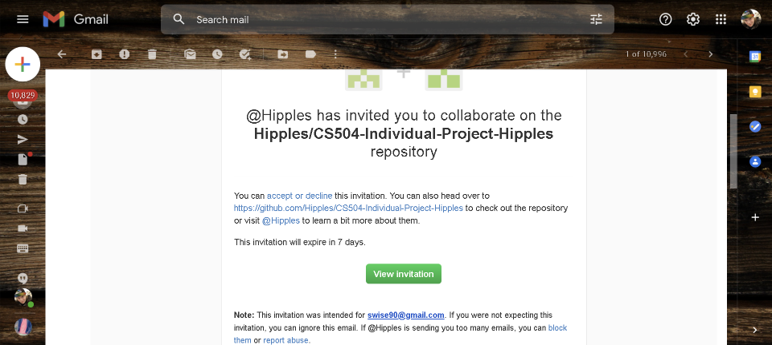 Gmail
Search mail
1 of 10,996
10,829
@Hipples has invited you to collaborate on the
Hipples/CS504-Individual-Project-Hipples
repository
You can accept or decline this invitation. You can also head over to
https://github.com/Hipples/CS504-Individual-Project-Hipples to check out the repository
or visit @Hipples to learn a bit more about them.
This invitation will expire in 7 days.
View invitation
Note: This invitation was intended for swise90@gmail.com. If you were not expecting this
invitation, you can ignore this email. If @Hipples is sending you too many emails, you can block
them or report abuse.